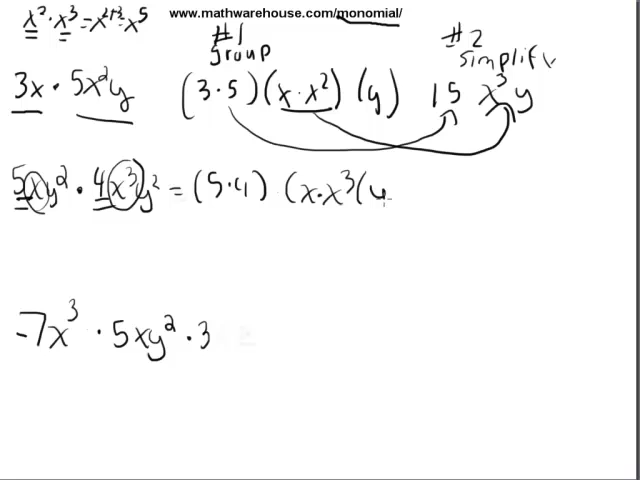 www.mathwarehouse.com/monomial/
x² · x³ = x²⁺³ = x⁵
#1 group
#2 simplify
3x · 5x²y (3 · 5)(x · x²)(y) 15 x³y
5xy² · 4x³y² = (5 · 4) (x · x³(y
-7x³ · 5xy² · 3